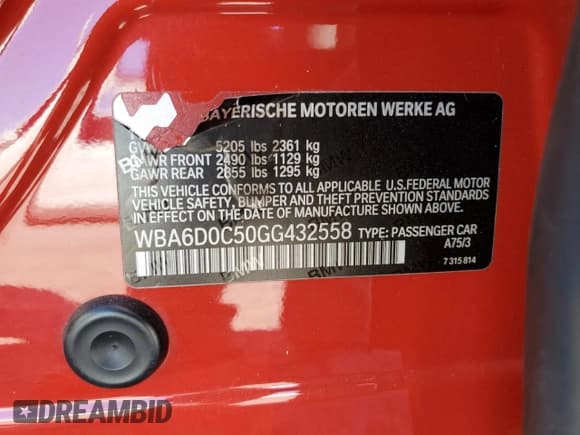 BAYERISCHE MOTOREN WERKE AG
5205 lbs 2361 kg
GAWR FRONT 2490 lbs 1129 kg
GAWR REAR 2855 lbs 1295 kg
THIS VEHICLE CONFORMS TO ALL APPLICABLE U.S.FEDERAL MOTOR
VEHICLE SAFETY, BUMPER AND THEFT PREVENTION STANDARDS
IN EFFECT ON THE DATE OF MANUFACTURE SHOWN ABOVE.
WBA6D0C50GG432558 TYPE: PASSENGER CAR
A75/3
7 315 814
DREAMBID